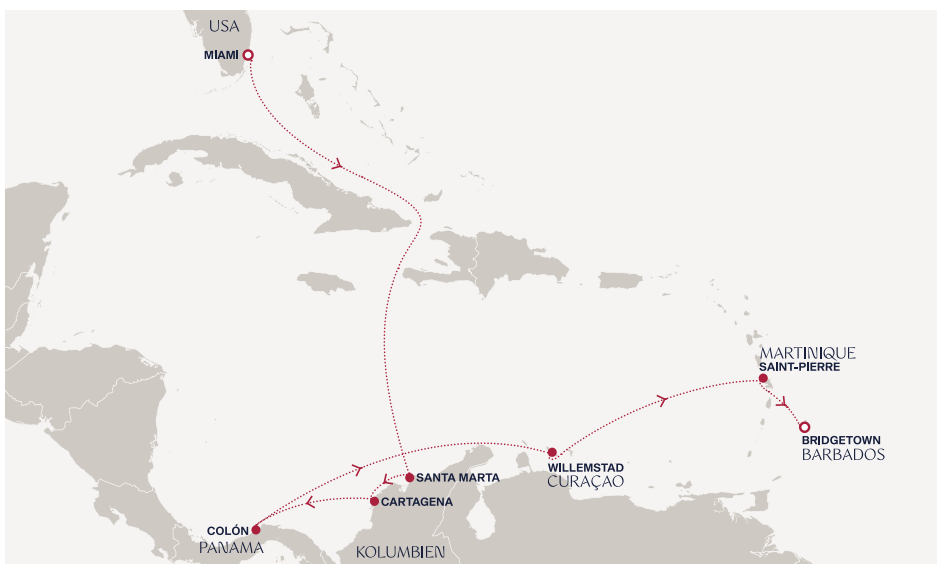 USA
MIAMI
MARTINIQUE
SAINT-PIERRE
BRIDGETOWN
BARBADOS
WILLEMSTAD
CURAÇAO
SANTA MARTA
CARTAGENA
COLÓN
PANAMA
KOLUMBIEN